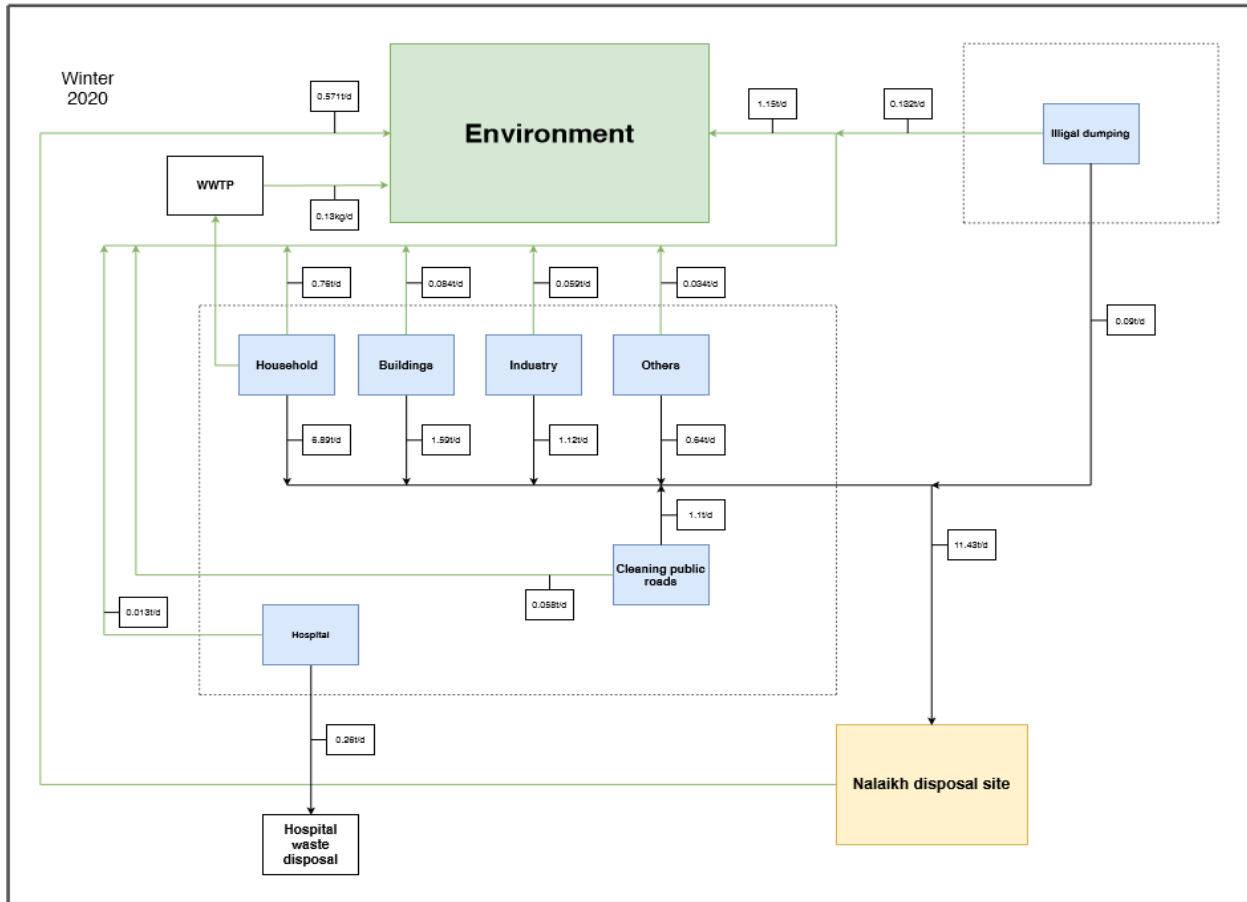 Winter
2020
0.571t/d
Environment
1.15t/d
0.132t/d
Illigal dumping
WWTP
0.13kg/d
0.76t/d
0.084t/d
0.059t/d
0.034t/d
0.09t/d
Household
Buildings
Industry
Others
6.89t/d
1.59t/d
1.12t/d
0.64t/d
1.1t/d
11.43t/d
Cleaning public
roads
0.058t/d
0.013t/d
Hospital
0.26t/d
Nalaikh disposal site
Hospital
waste
disposal